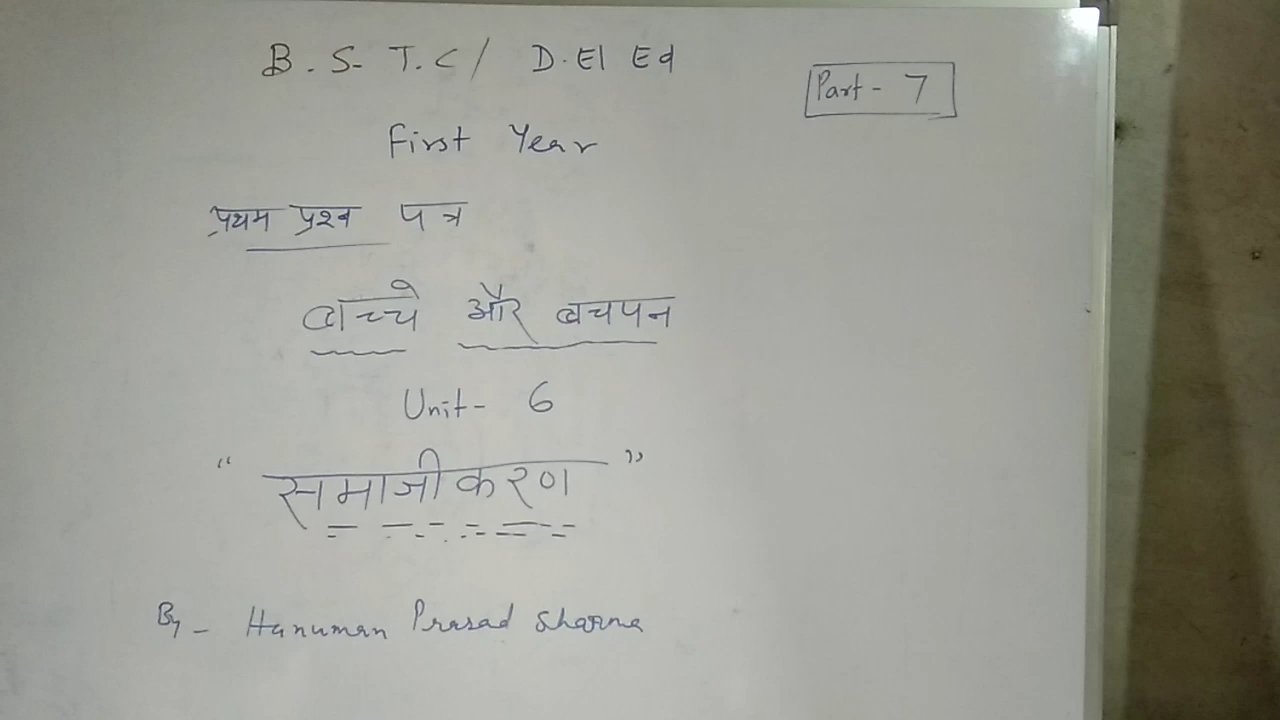 B.S.T.C/ D.El Ed
Part- 7
First Year
प्रथम प्रश्न पत्र
बच्चे और बचपन
Unit- 6
“समाजीकरण”
By- Hanuman Prasad Sharma